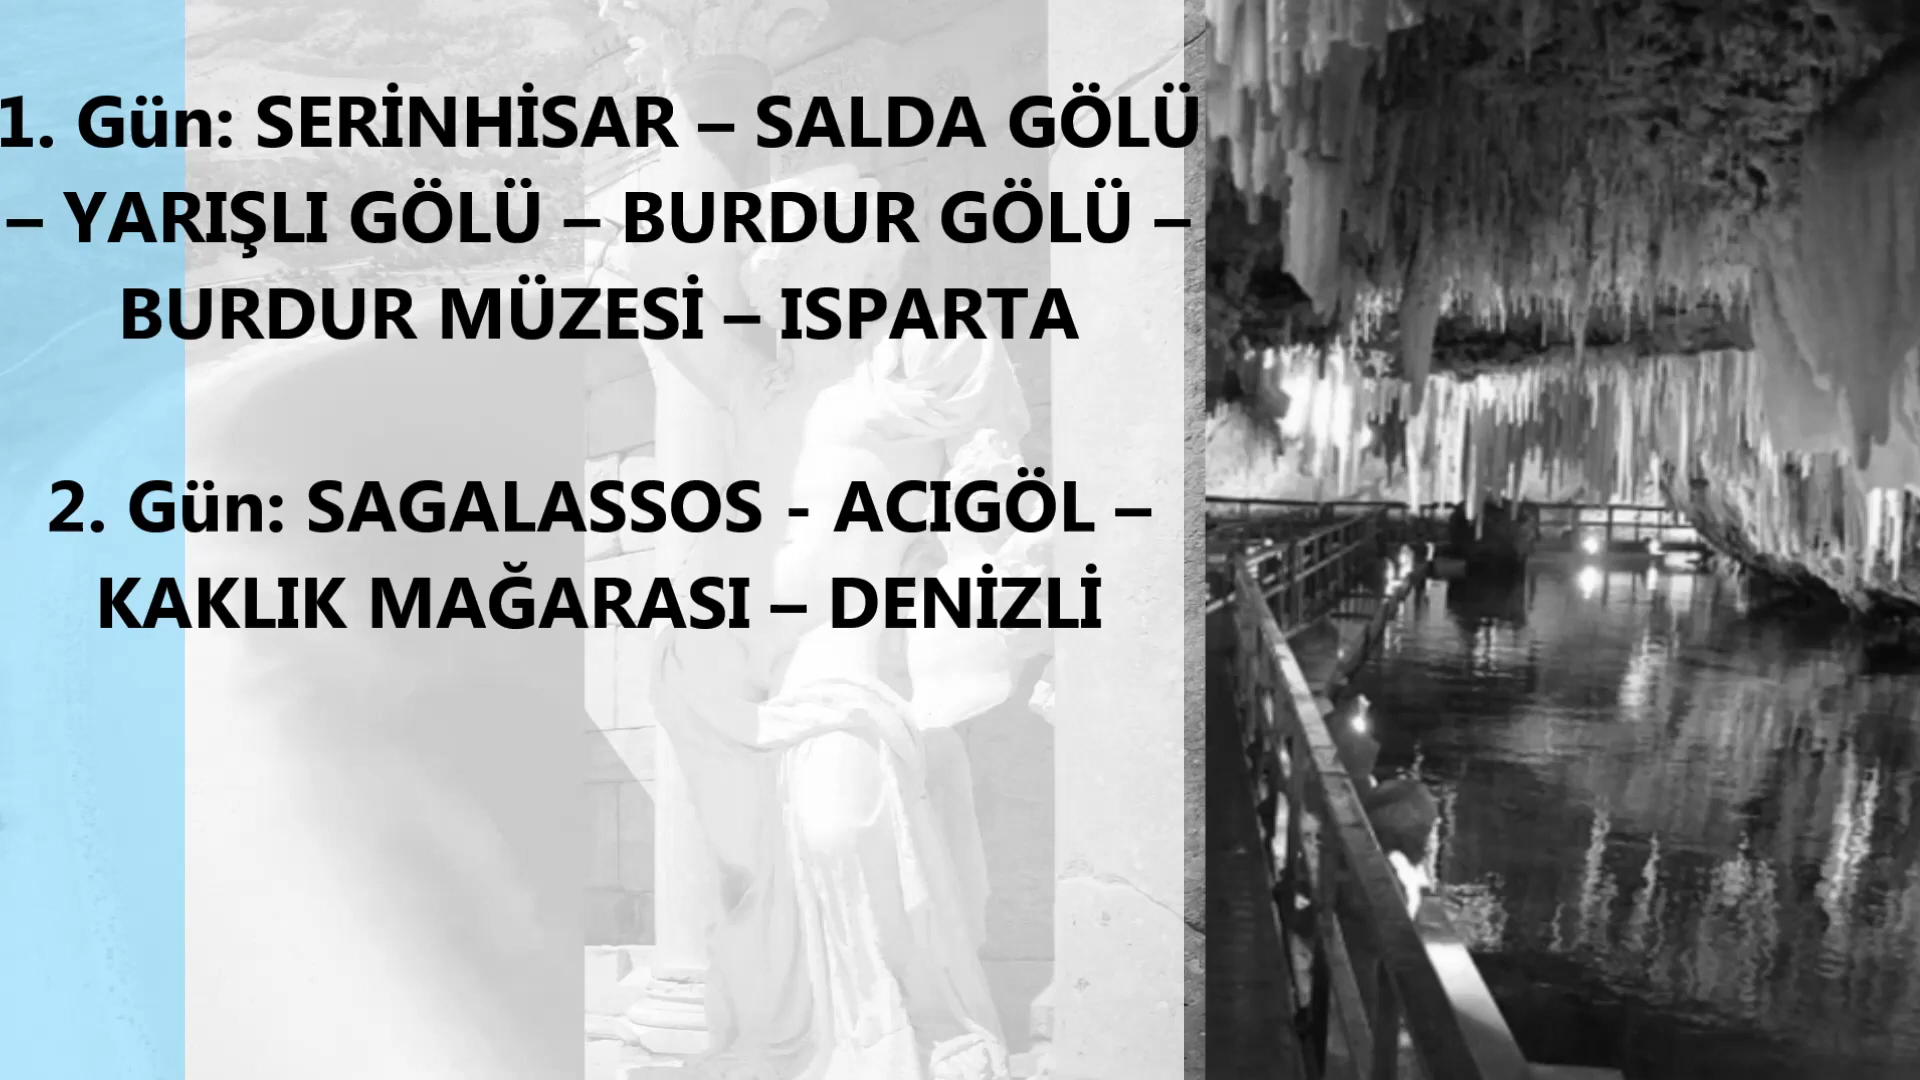 1. Gün: SERİNHİSAR – SALDA GÖLÜ
– YARIŞLI GÖLÜ – BURDUR GÖLÜ –
BURDUR MÜZESİ – ISPARTA
2. Gün: SAGALASSOS - ACIGÖL –
KAKLIK MAĞARASI – DENİZLİ